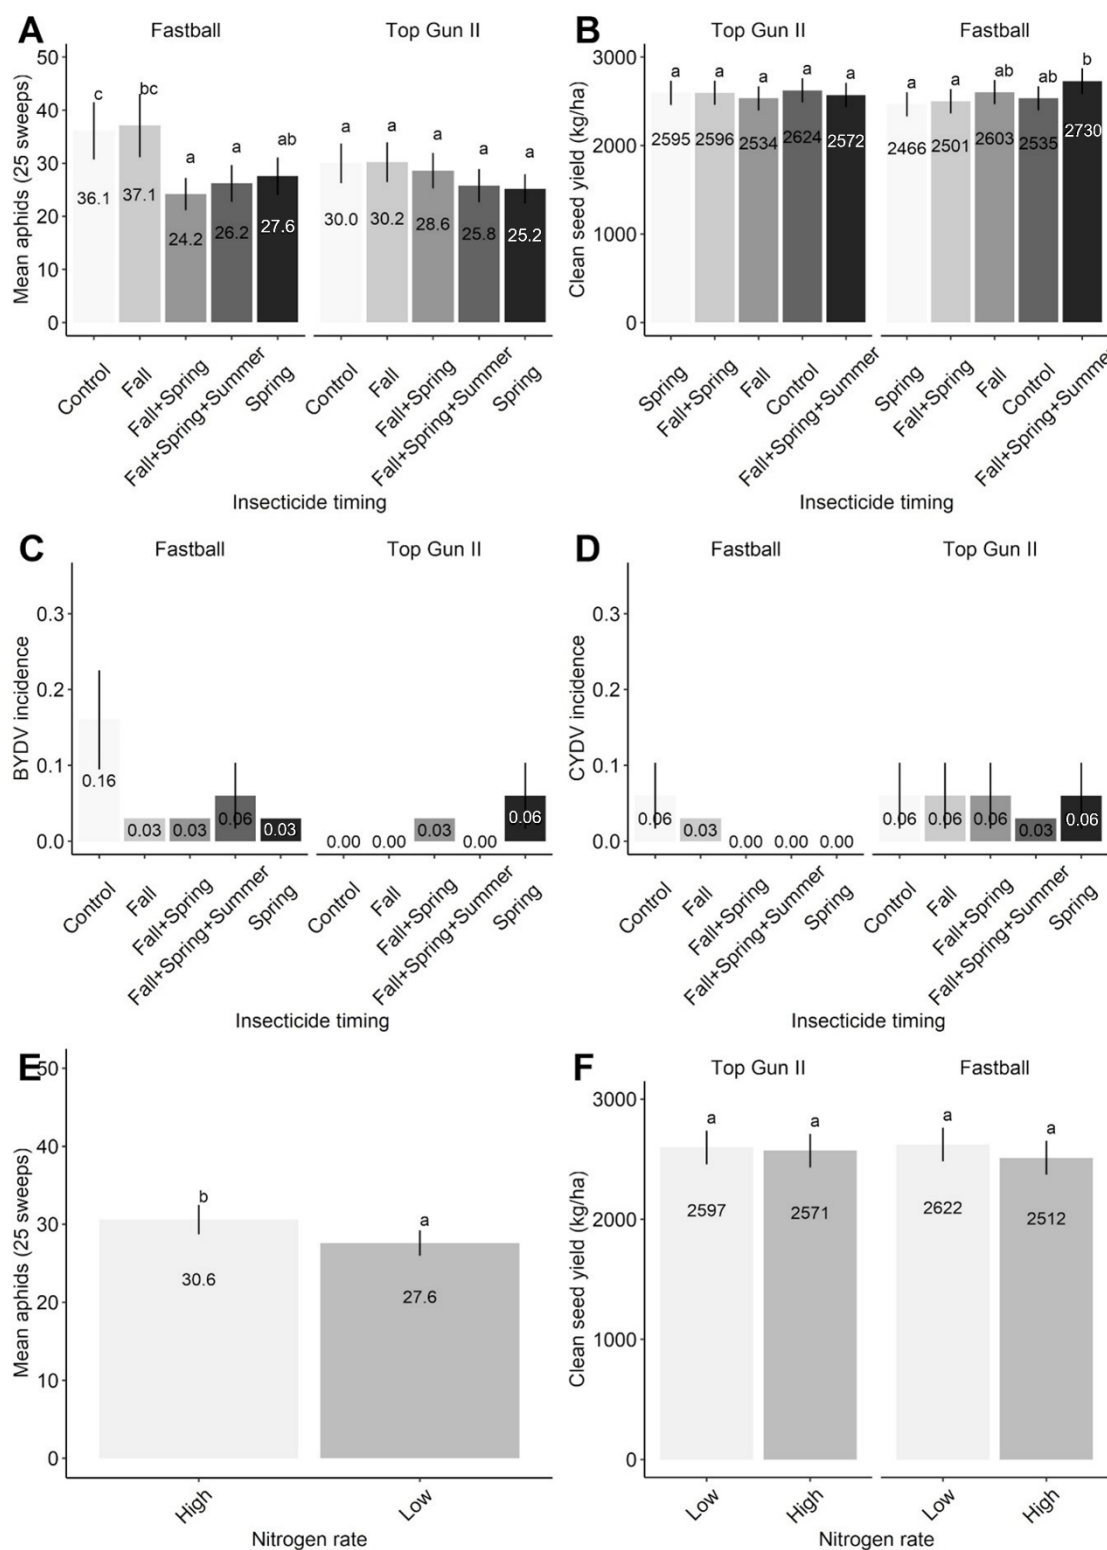 A
Fastball
Top Gun II
Mean aphids (25 sweeps)
50
40
30
20
10
0
c
bc
a
a
ab
a
a
a
a
a
36.1
37.1
24.2
26.2
27.6
30.0
30.2
28.6
25.8
25.2
Control
Fall
Fall+Spring
Fall+Spring+Summer
Spring
Control
Fall
Fall+Spring
Fall+Spring+Summer
Spring
Insecticide timing
B
Top Gun II
Fastball
Clean seed yield (kg/ha)
3000
2000
1000
0
a
a
a
a
a
a
a
ab
ab
b
2595
2596
2534
2624
2572
2466
2501
2603
2535
2730
Spring
Fall+Spring
Fall
Control
Fall+Spring+Summer
Spring
Fall+Spring
Fall
Control
Fall+Spring+Summer
Insecticide timing
C
Fastball
Top Gun II
BYDV incidence
0.3
0.2
0.1
0.0
0.16
0.03
0.03
0.06
0.03
0.00
0.00
0.03
0.00
0.06
Control
Fall
Fall+Spring
Fall+Spring+Summer
Spring
Control
Fall
Fall+Spring
Fall+Spring+Summer
Spring
Insecticide timing
D
Fastball
Top Gun II
CYDV incidence
0.3
0.2
0.1
0.0
0.06
0.03
0.00
0.00
0.00
0.06
0.06
0.06
0.03
0.06
Control
Fall
Fall+Spring
Fall+Spring+Summer
Spring
Control
Fall
Fall+Spring
Fall+Spring+Summer
Spring
Insecticide timing
E
Mean aphids (25 sweeps)
50
40
30
20
10
0
b
a
30.6
27.6
High
Low
Nitrogen rate
F
Top Gun II
Fastball
Clean seed yield (kg/ha)
3000
2000
1000
0
a
a
a
a
2597
2571
2622
2512
Low
High
Low
High
Nitrogen rate